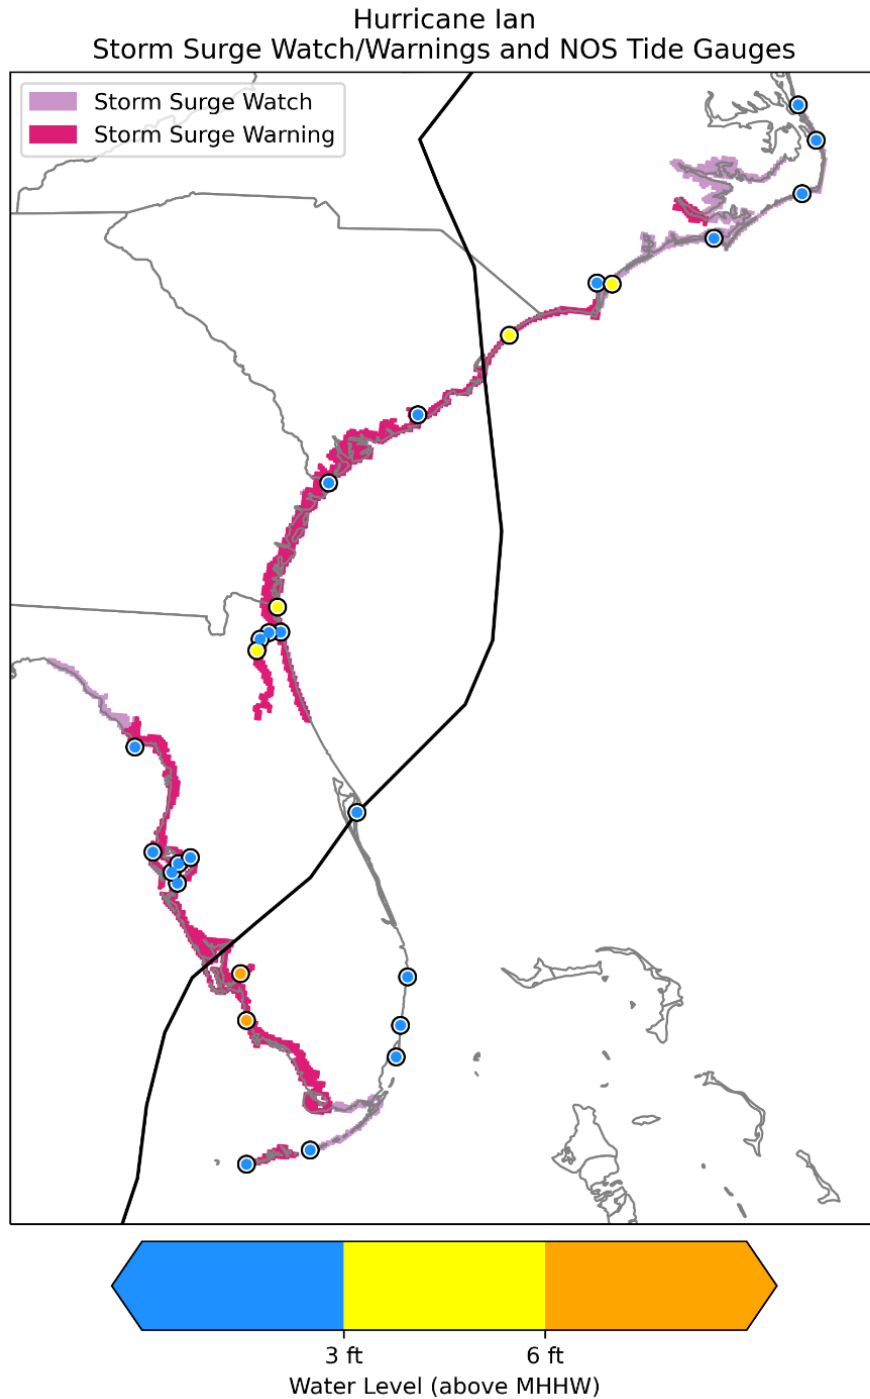 Hurricane Ian
Storm Surge Watch/Warnings and NOS Tide Gauges
Storm Surge Watch
Storm Surge Warning
3 ft
6 ft
Water Level (above MHHW)